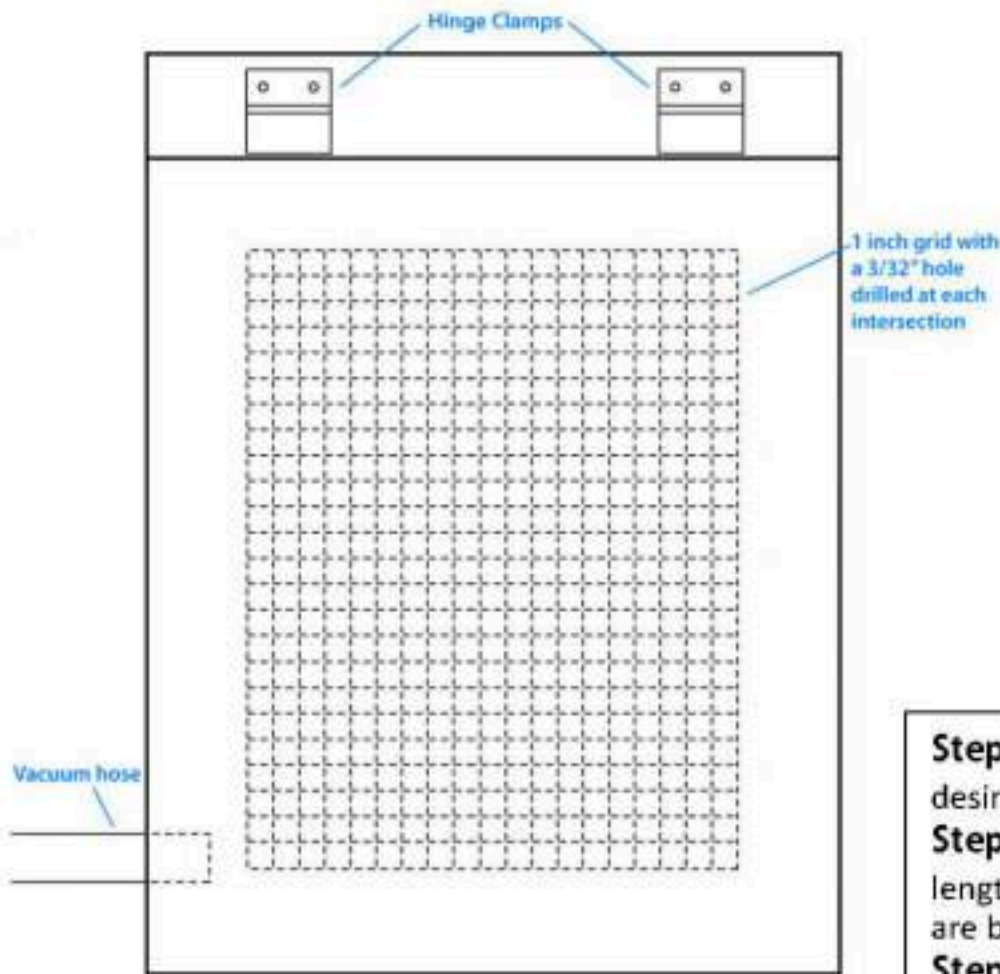 Hinge Clamps
1 inch grid with
a 3/32" hole
drilled at each
intersection
Vacuum hose
Step
desir
Step
lengt
are b
Step